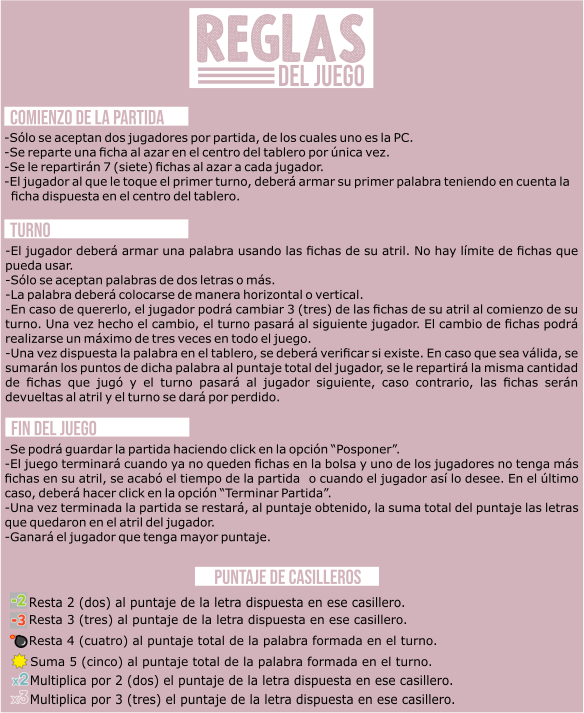 REGLAS
DEL JUEGO
COMIENZO DE LA PARTIDA
-Sólo se aceptan dos jugadores por partida, de los cuales uno es la PC.
-Se reparte una ficha al azar en el centro del tablero por única vez.
-Se le repartirán 7 (siete) fichas al azar a cada jugador.
-El jugador al que le toque el primer turno, deberá armar su primer palabra teniendo en cuenta la
ficha dispuesta en el centro del tablero.
TURNO
-El jugador deberá armar una palabra usando las fichas de su atril. No hay límite de fichas que
pueda usar.
-Sólo se aceptan palabras de dos letras o más.
-La palabra deberá colocarse de manera horizontal o vertical.
-En caso de quererlo, el jugador podrá cambiar 3 (tres) de las fichas de su atril al comienzo de su
turno. Una vez hecho el cambio, el turno pasará al siguiente jugador. El cambio de fichas podrá
realizarse un máximo de tres veces en todo el juego.
-Una vez dispuesta la palabra en el tablero, se deberá verificar si existe. En caso que sea válida, se
sumarán los puntos de dicha palabra al puntaje total del jugador, se le repartirá la misma cantidad
de fichas que jugó y el turno pasará al jugador siguiente, caso contrario, las fichas serán
devueltas al atril y el turno se dará por perdido.
FIN DEL JUEGO
-Se podrá guardar la partida haciendo click en la opción “Posponer”.
-El juego terminará cuando ya no queden fichas en la bolsa y uno de los jugadores no tenga más
fichas en su atril, se acabó el tiempo de la partida o cuando el jugador así lo desee. En el último
caso, deberá hacer click en la opción “Terminar Partida”.
-Una vez terminada la partida se restará, al puntaje obtenido, la suma total del puntaje las letras
que quedaron en el atril del jugador.
-Ganará el jugador que tenga mayor puntaje.
PUNTAJE DE CASILLEROS
-2 Resta 2 (dos) al puntaje de la letra dispuesta en ese casillero.
-3 Resta 3 (tres) al puntaje de la letra dispuesta en ese casillero.
Resta 4 (cuatro) al puntaje total de la palabra formada en el turno.
Suma 5 (cinco) al puntaje total de la palabra formada en el turno.
x2 Multiplica por 2 (dos) el puntaje de la letra dispuesta en ese casillero.
x3 Multiplica por 3 (tres) el puntaje de la letra dispuesta en ese casillero.